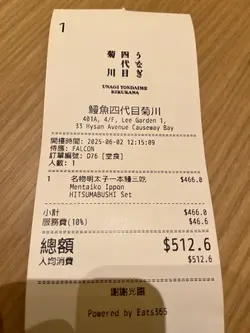 1
うなぎ
四代目
菊川
UNAGI YONDAIME
KIKUKAWA
鰻魚四代目菊川
401A, 4/F, Lee Garden 1,
33 Hysan Avenue Causeway Bay
開檯時間: 2025-06-02 12:15:09
侍應: FALCON
訂單編號: D76 [堂食]
人數: 1
1 名物明太子一本鰻三吃 $466.0
Mentaiko Ippon
HITSUMABUSHI Set
小計 $466.0
服務費(10%) $46.6
總額 $512.6
人均消費 $512.6
謝謝光臨
Powered by Eats365